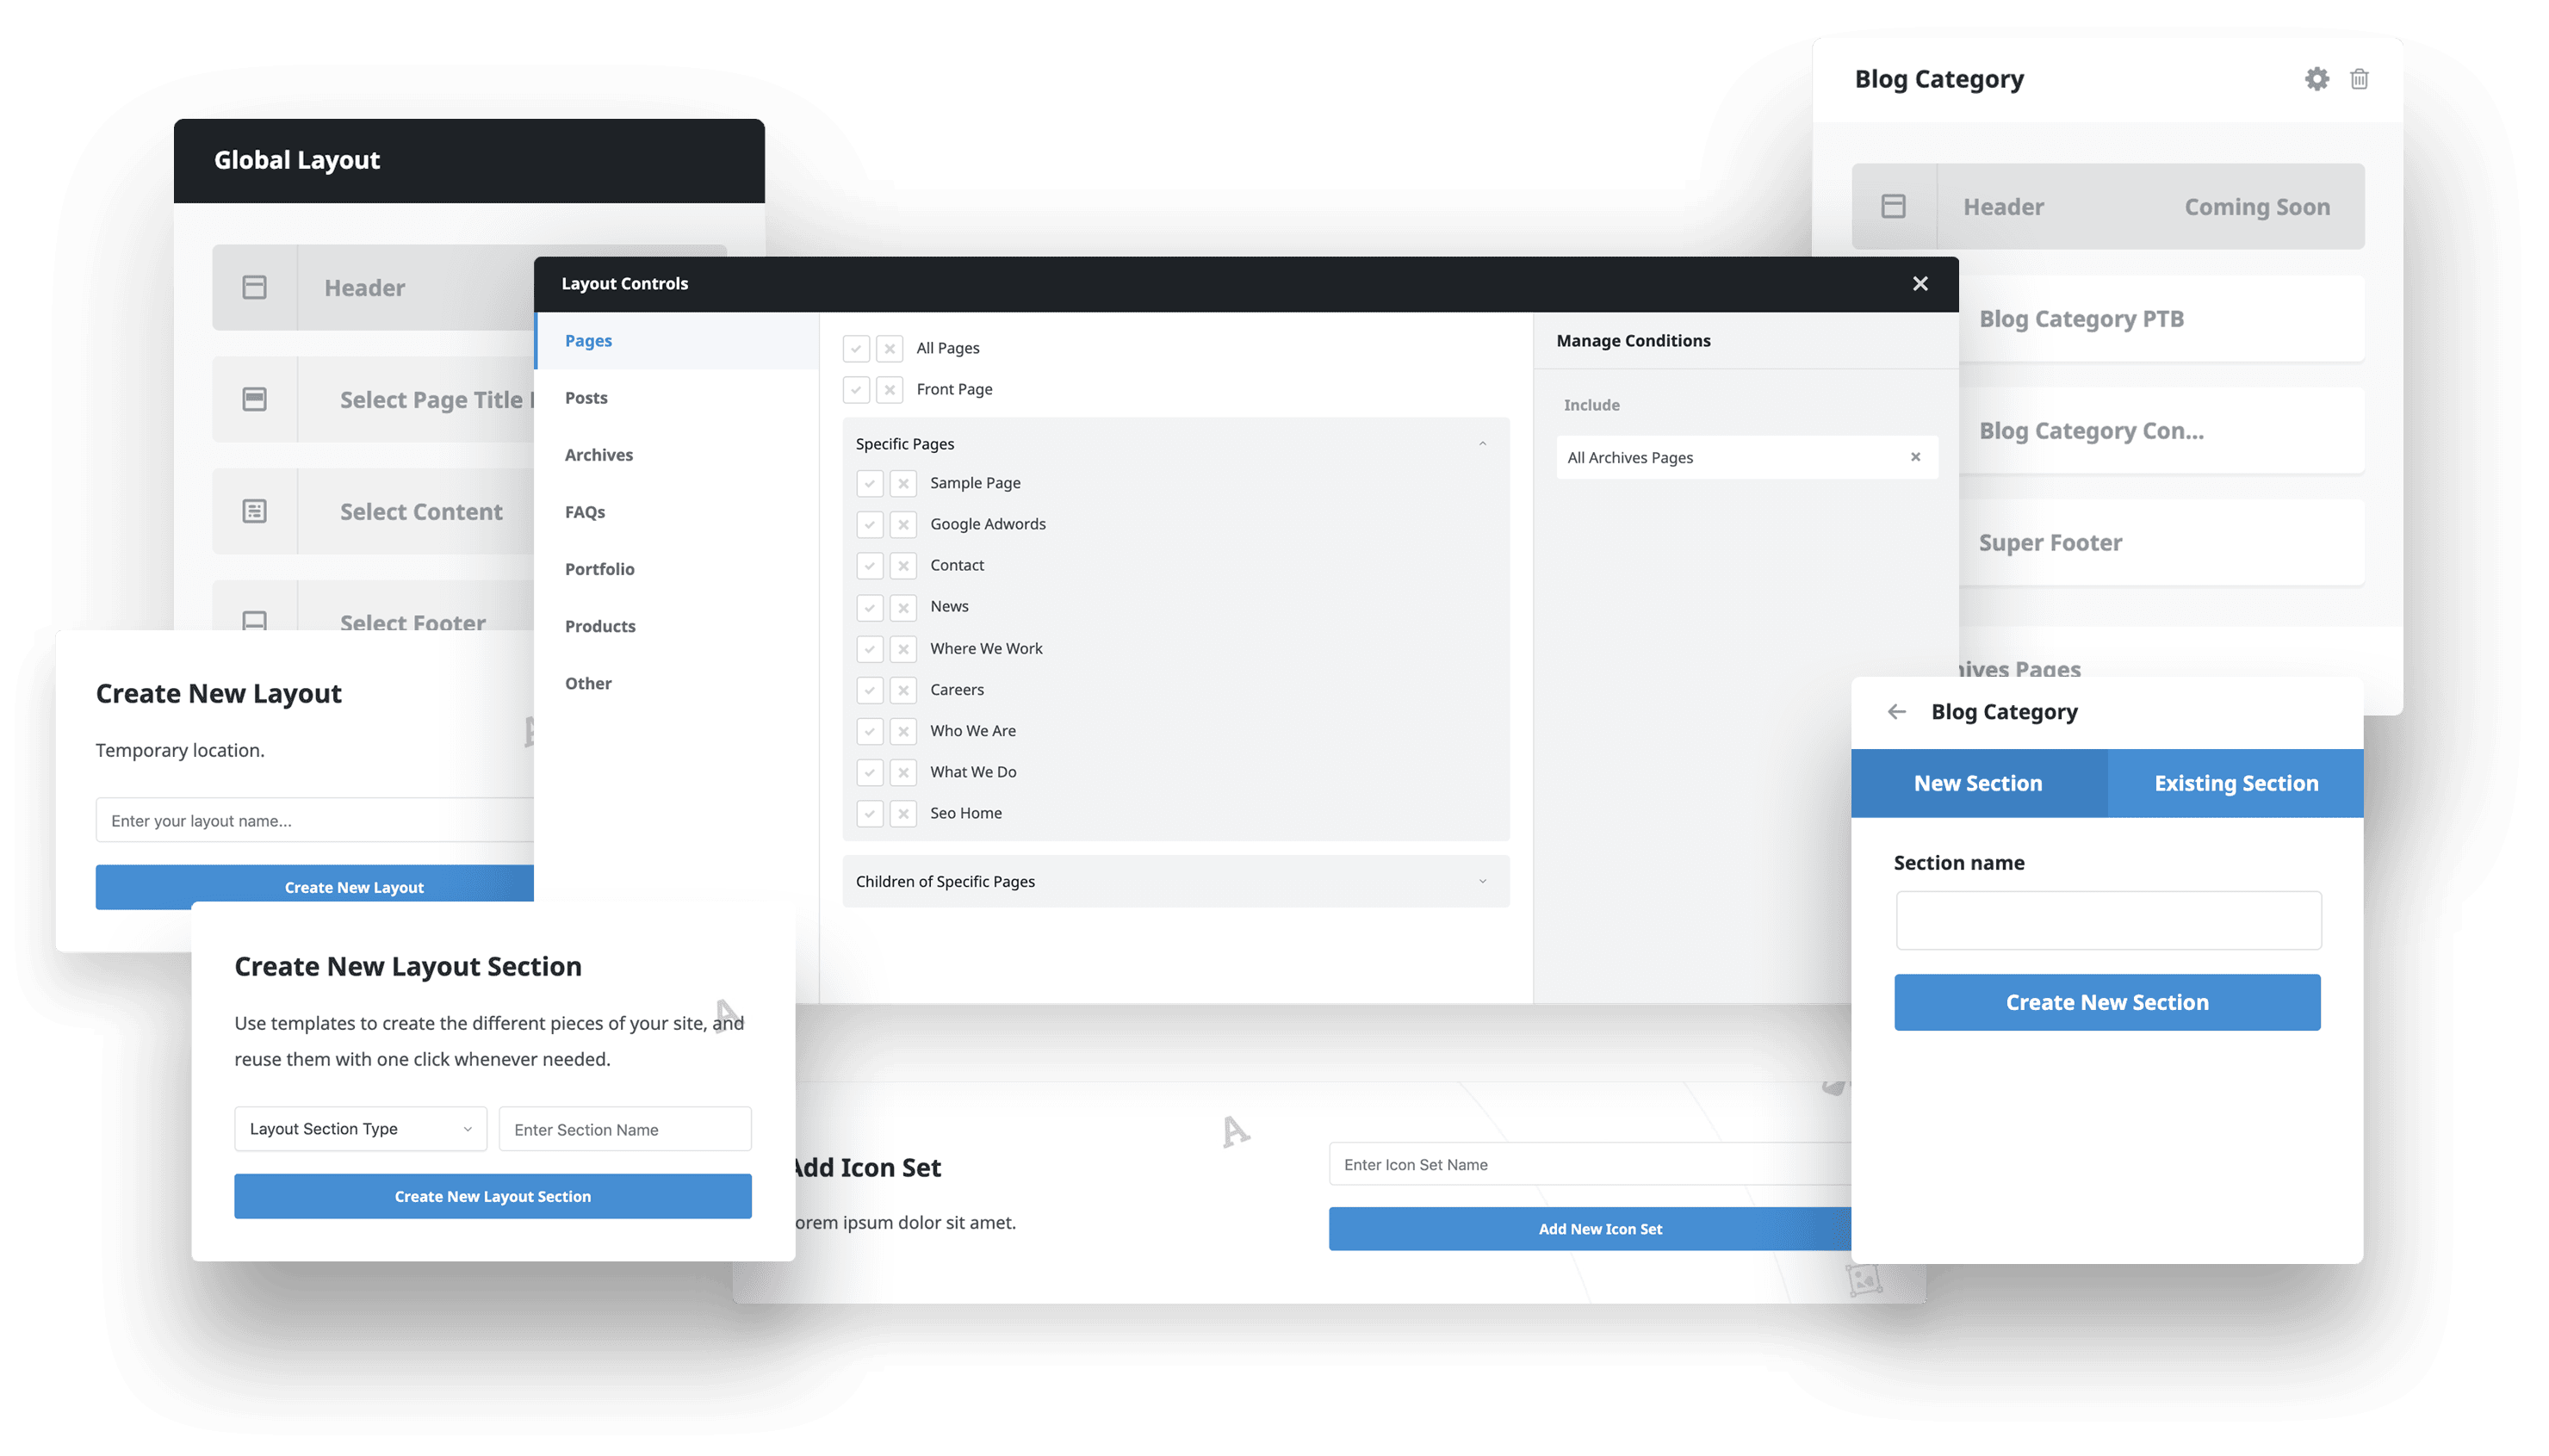 Global Layout
Header
Select Page Title
Select Content
Select Footer
Blog Category
Header Coming Soon
Blog Category PTB
Blog Category Con...
Super Footer
Pages
Layout Controls
Pages
Posts
Archives
FAQs
Portfolio
Products
Other
All Pages
Front Page
Specific Pages
Sample Page
Google Adwords
Contact
News
Where We Work
Careers
Who We Are
What We Do
Seo Home
Children of Specific Pages
Manage Conditions
Include
All Archives Pages
Create New Layout
Temporary location.
Enter your layout name...
Create New Layout
Create New Layout Section
Use templates to create the different pieces of your site, and
reuse them with one click whenever needed.
Layout Section Type
Enter Section Name
Create New Layout Section
Add Icon Set
orem ipsum dolor sit amet.
Enter Icon Set Name
Add New Icon Set
Blog Category
New Section Existing Section
Section name
Create New Section